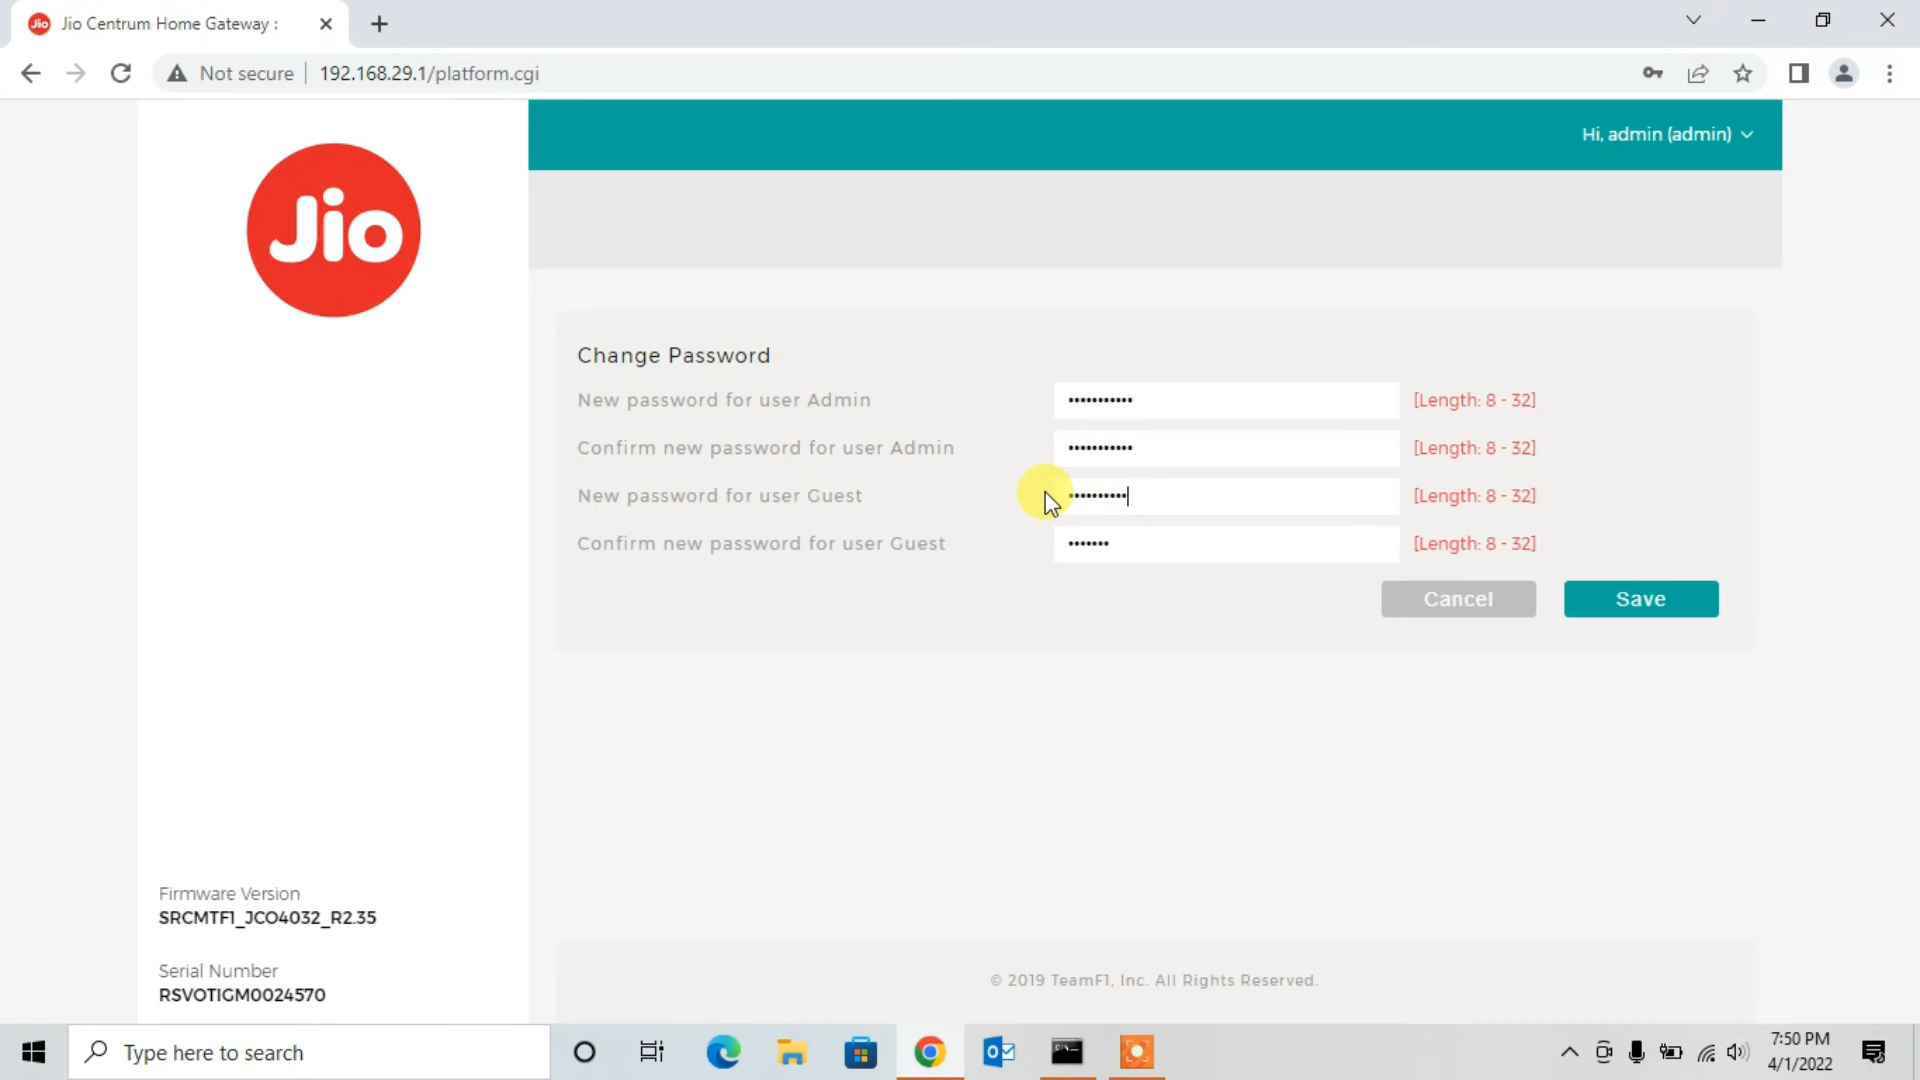 Jio Centrum Home Gateway :
Not secure
192.168.29.1/platform.cgi
Jio
Hi, admin (admin)
Change Password
New password for user Admin
••••••••••• [Length: 8 - 32]
Confirm new password for user Admin
••••••••••• [Length: 8 - 32]
New password for user Guest
•••••••••• [Length: 8 - 32]
Confirm new password for user Guest
••••••• [Length: 8 - 32]
Cancel
Save
Firmware Version
SRCMTF1_JCO4032_R2.35
Serial Number
RSVOTIGM0024570
© 2019 TeamF1, Inc. All Rights Reserved.
Type here to search
7:50 PM
4/1/2022